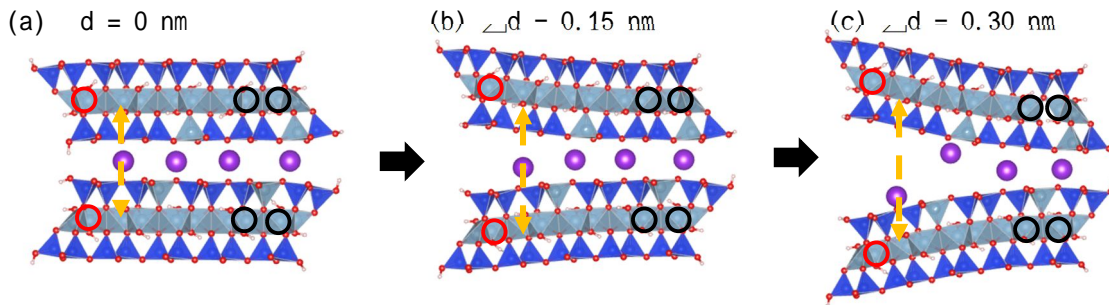 (a) d = 0 nm
(b) ⊿d = 0.15 nm
(c) ⊿d = 0.30 nm